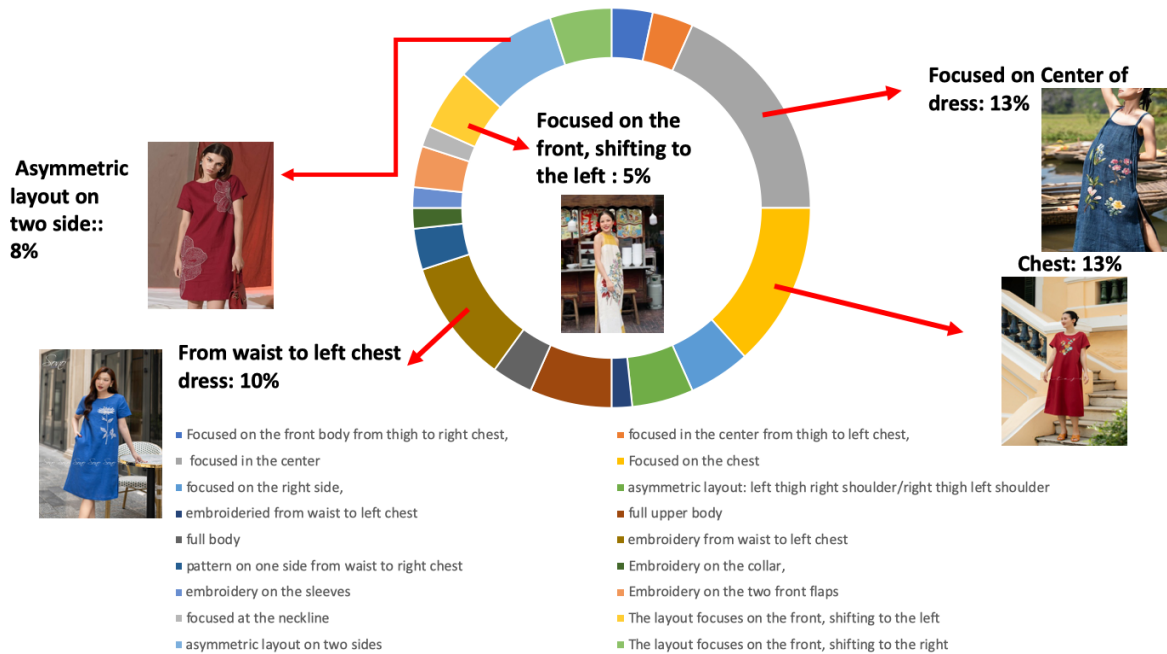 Focused on Center of
dress: 13%
Focused on the
front, shifting to
the left : 5%
Asymmetric
layout on
two side::
8%
Chest: 13%
From waist to left chest
dress: 10%
Focused on the front body from thigh to right chest,
focused in the center from thigh to left chest,
focused in the center
Focused on the chest
focused on the right side,
asymmetric layout: left thigh right shoulder/right thigh left shoulder
embroideried from waist to left chest
full upper body
full body
embroidery from waist to left chest
pattern on one side from waist to right chest
Embroidery on the collar,
embroidery on the sleeves
Embroidery on the two front flaps
focused at the neckline
The layout focuses on the front, shifting to the left
asymmetric layout on two sides
The layout focuses on the front, shifting to the right